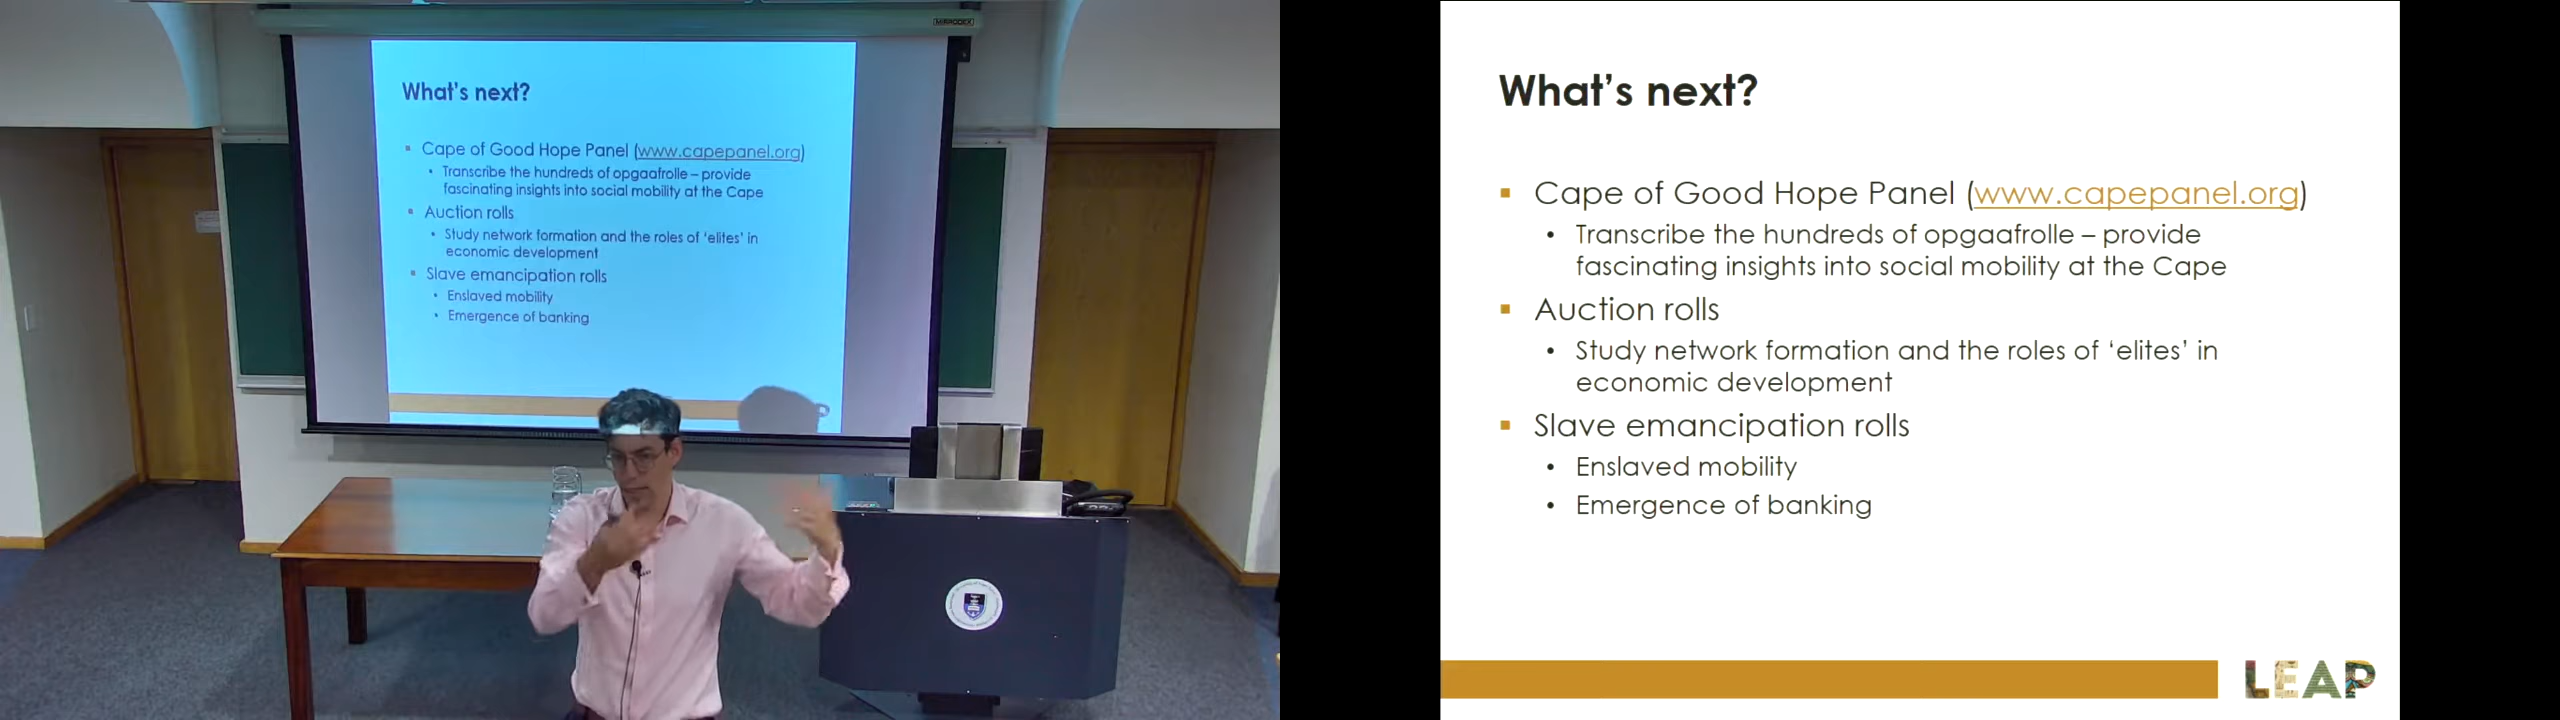 What's next?
Cape of Good Hope Panel (www.capepanel.org)
Transcribe the hundreds of opgaafrolle – provide
fascinating insights into social mobility at the Cape
Auction rolls
Study network formation and the roles of 'elites' in
economic development
Slave emancipation rolls
Enslaved mobility
Emergence of banking
What's next?
▪ Cape of Good Hope Panel (www.capepanel.org)
• Transcribe the hundreds of opgaafrolle – provide
fascinating insights into social mobility at the Cape
▪ Auction rolls
• Study network formation and the roles of ‘elites’ in
economic development
▪ Slave emancipation rolls
• Enslaved mobility
• Emergence of banking
LEAP